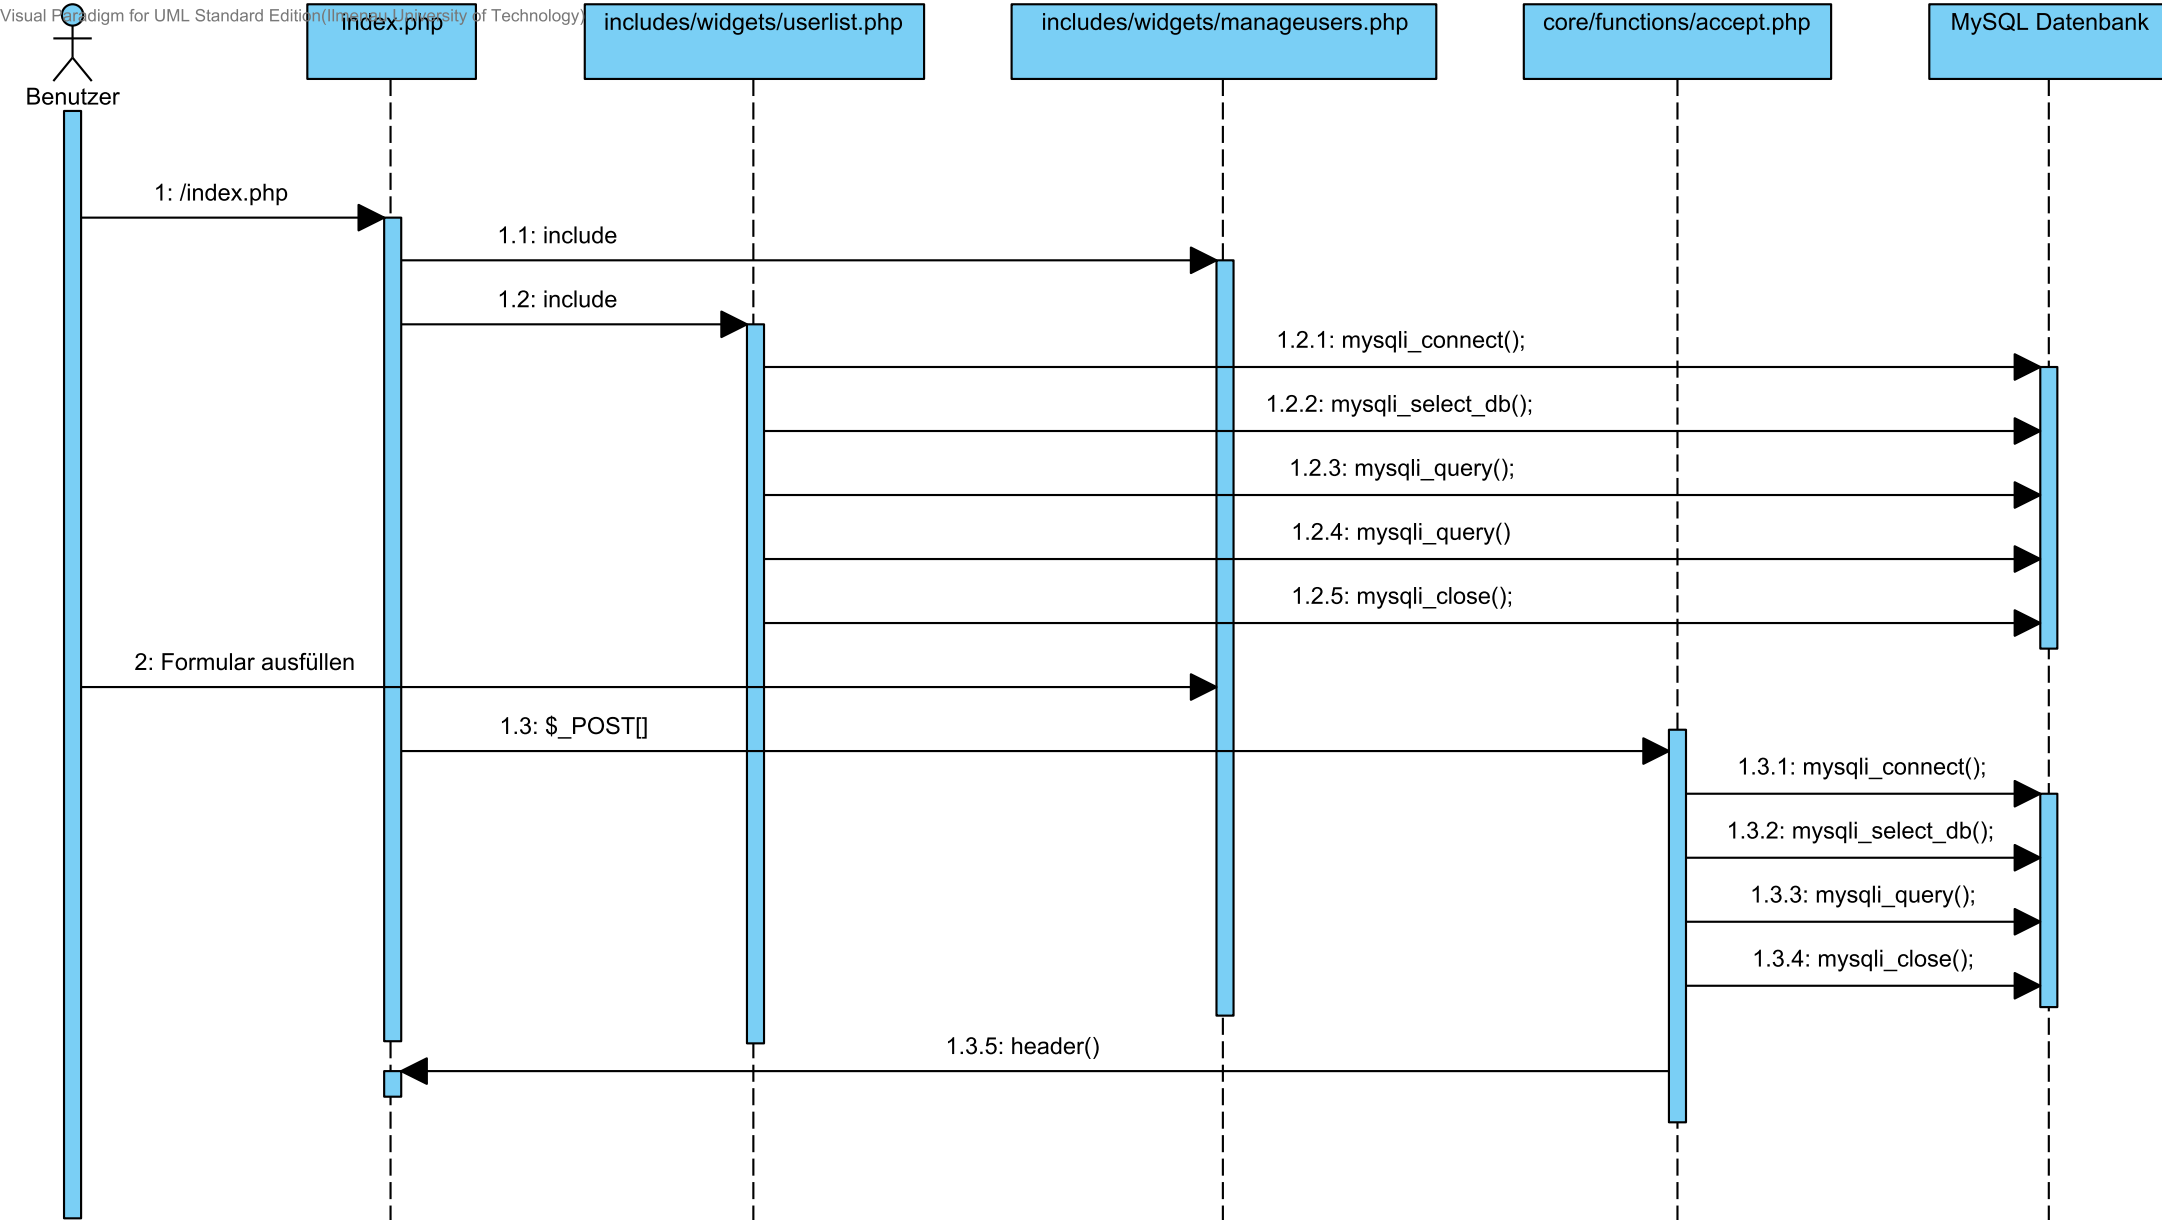 Visual Paradigm for UML Standard Edition(Ilmenau University of Technology)
Benutzer
index.php
includes/widgets/userlist.php
includes/widgets/manageusers.php
core/functions/accept.php
MySQL Datenbank
1: /index.php
1.1: include
1.2: include
1.2.1: mysqli_connect();
1.2.2: mysqli_select_db();
1.2.3: mysqli_query();
1.2.4: mysqli_query()
1.2.5: mysqli_close();
2: Formular ausfüllen
1.3: $_POST[]
1.3.1: mysqli_connect();
1.3.2: mysqli_select_db();
1.3.3: mysqli_query();
1.3.4: mysqli_close();
1.3.5: header()